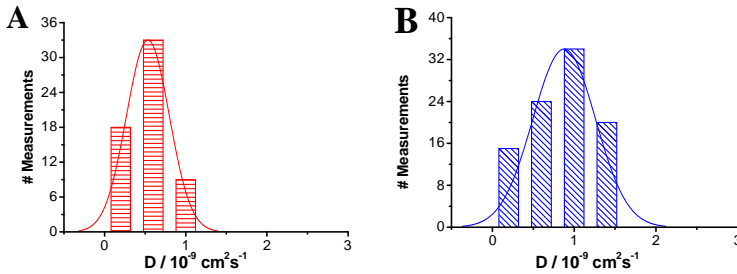 A
# Measurements
36
30
24
18
12
6
0
0 1 2 3
D / 10⁻⁹ cm²s⁻¹
B
# Measurements
40
32
24
16
8
0
0 1 2 3
D / 10⁻⁹ cm²s⁻¹